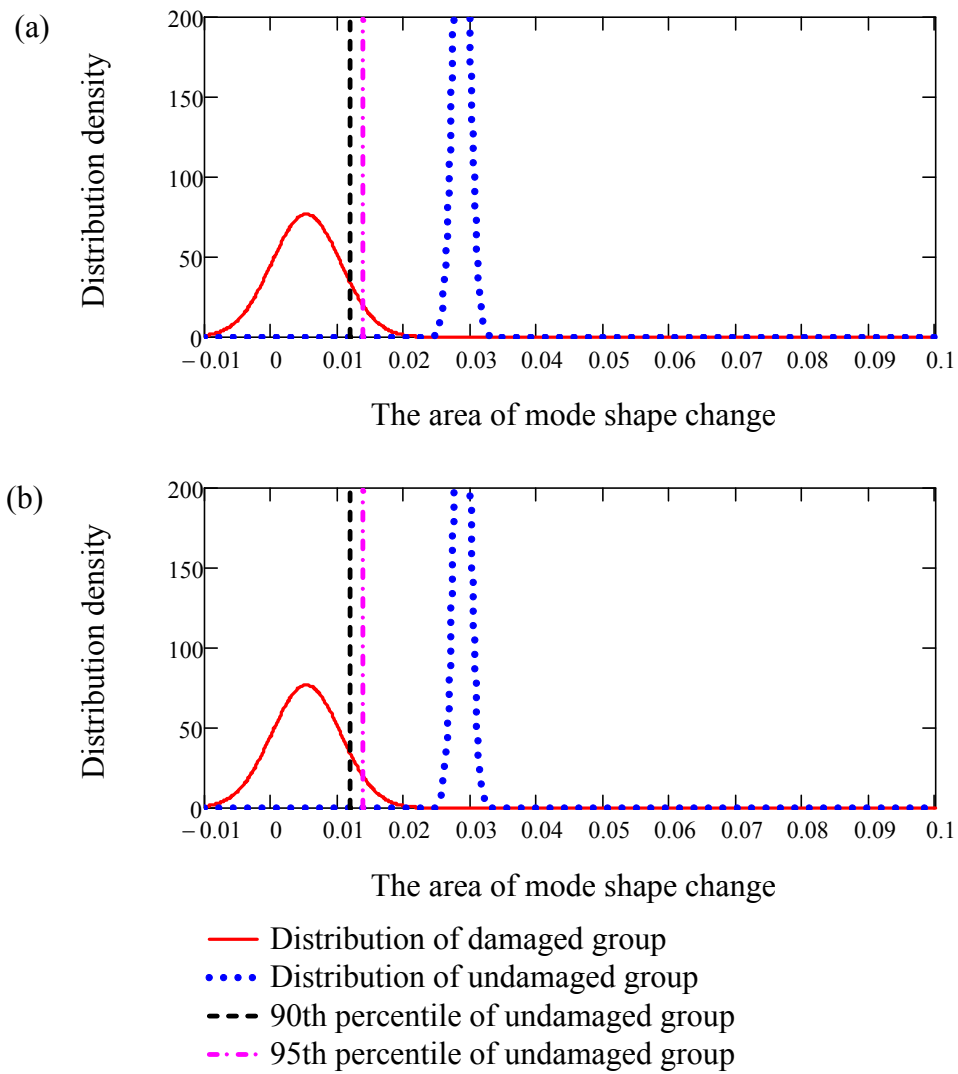 (a)
Distribution density
200
150
100
50
0
−0.01 0 0.01 0.02 0.03 0.04 0.05 0.06 0.07 0.08 0.09 0.1
The area of mode shape change
(b)
Distribution density
200
150
100
50
0
−0.01 0 0.01 0.02 0.03 0.04 0.05 0.06 0.07 0.08 0.09 0.1
The area of mode shape change
Distribution of damaged group
Distribution of undamaged group
90th percentile of undamaged group
95th percentile of undamaged group